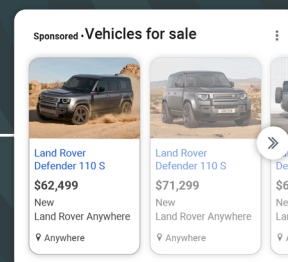 Sponsored · Vehicles for sale
Land Rover
Defender 110 S
$62,499
New
Land Rover Anywhere
Anywhere
Land Rover
Defender 110 S
$71,299
New
Land Rover Anywhere
Anywhere